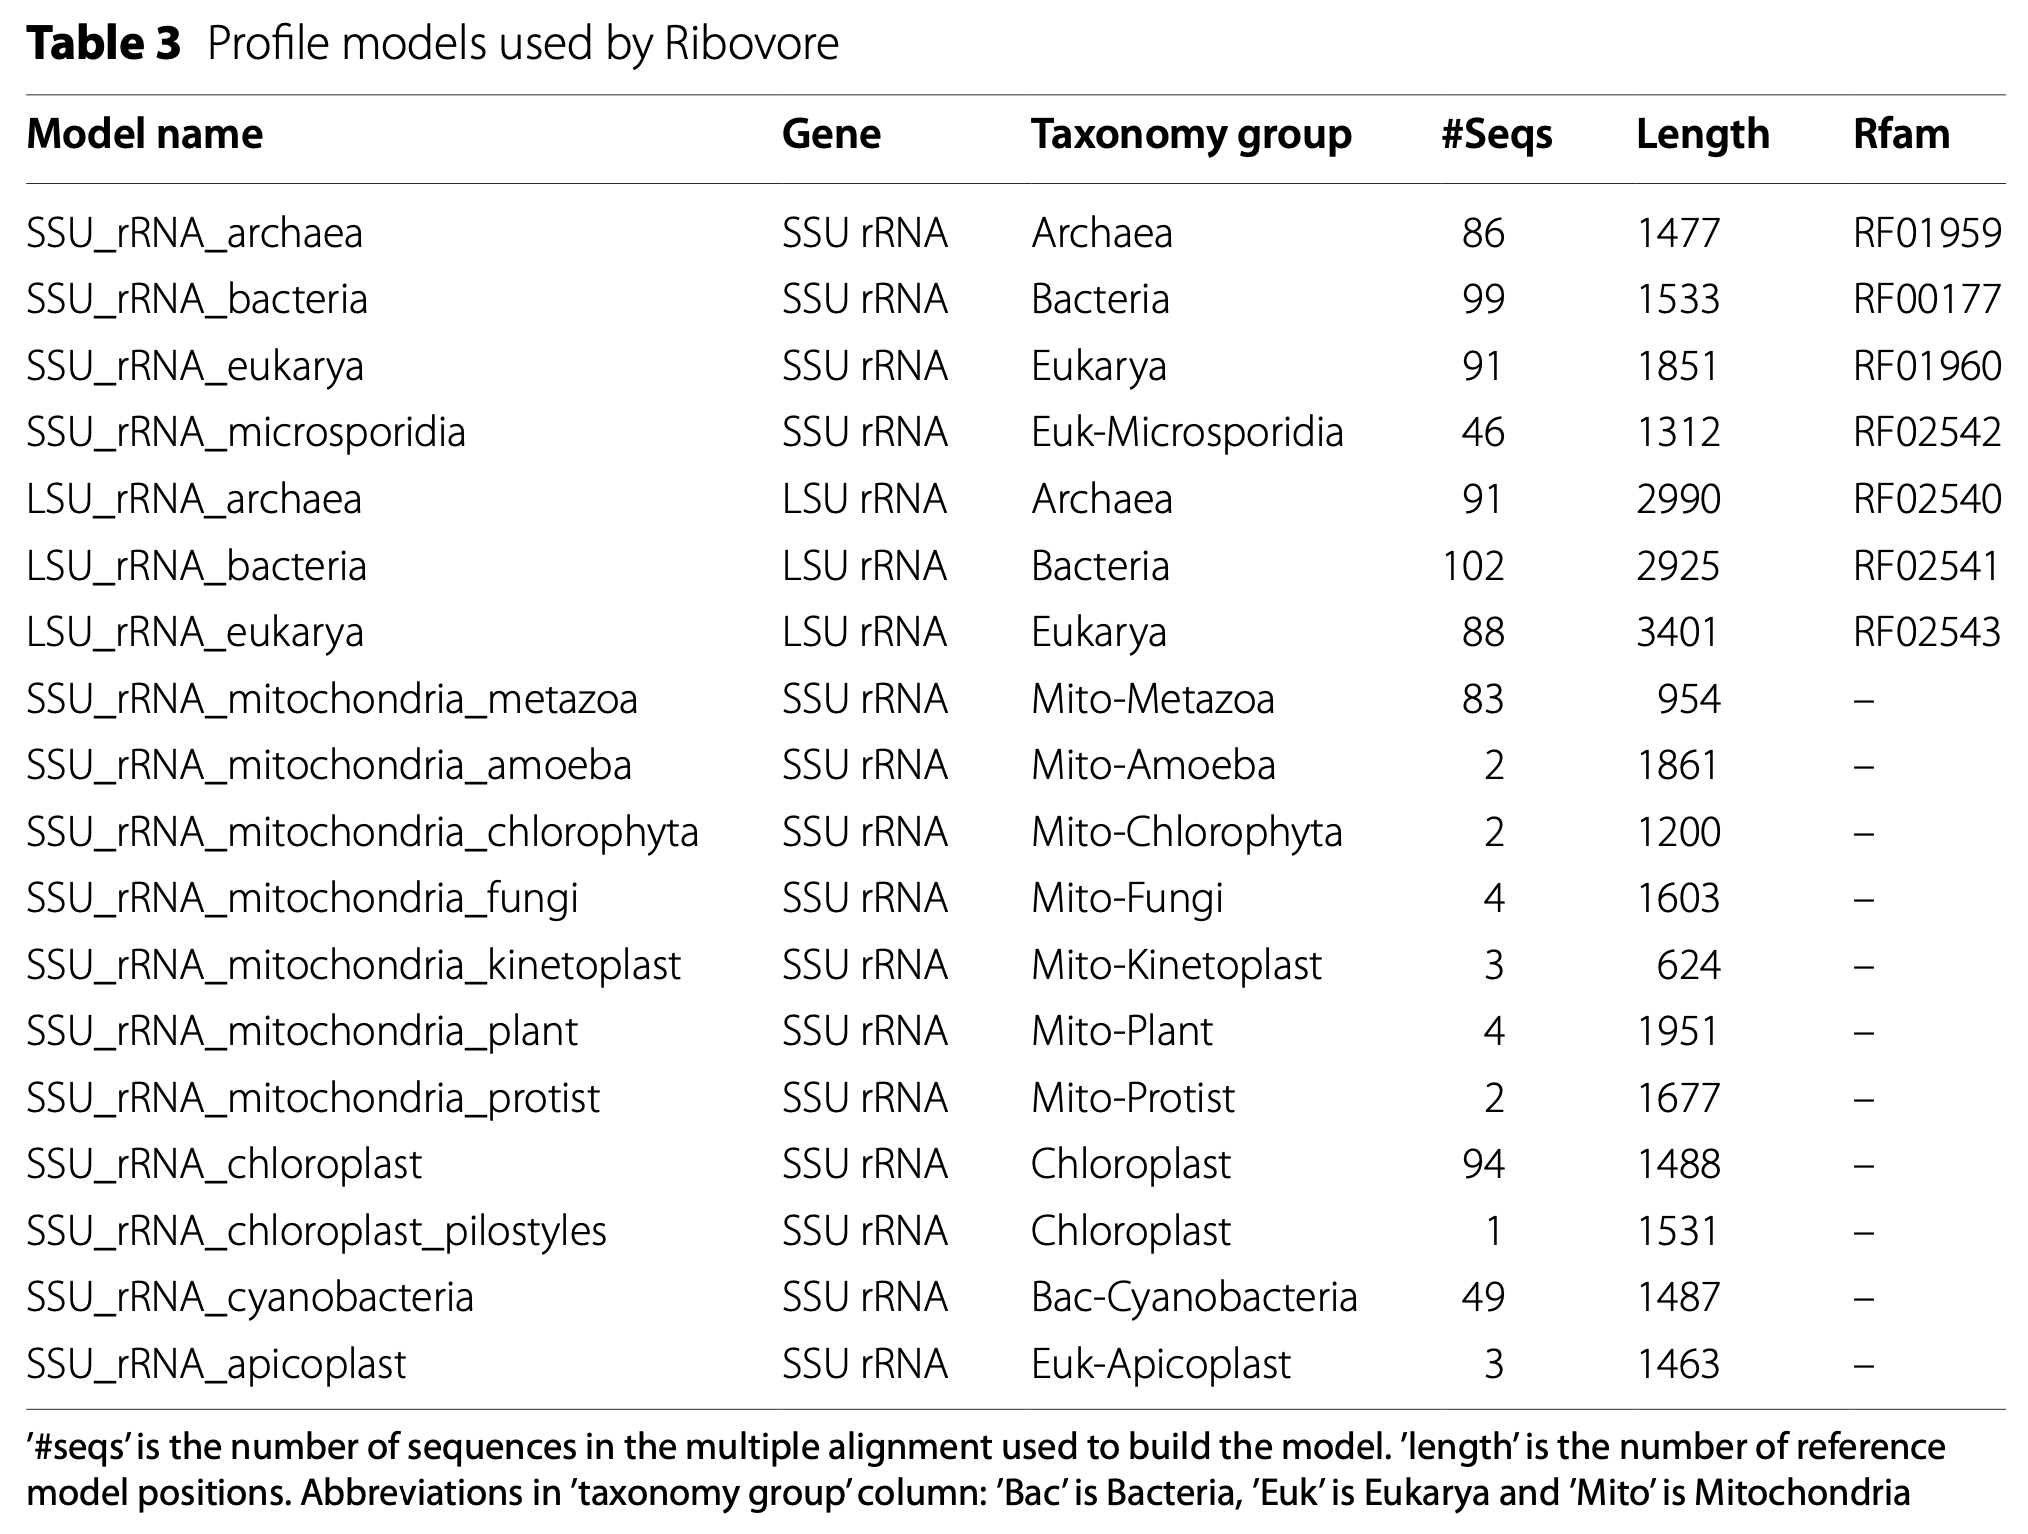 Table 3 Profile models used by Ribovore
Model name Gene Taxonomy group #Seqs Length Rfam
SSU_rRNA_archaea SSU rRNA Archaea 86 1477 RF01959
SSU_rRNA_bacteria SSU rRNA Bacteria 99 1533 RF00177
SSU_rRNA_eukarya SSU rRNA Eukarya 91 1851 RF01960
SSU_rRNA_microsporidia SSU rRNA Euk-Microsporidia 46 1312 RF02542
LSU_rRNA_archaea LSU rRNA Archaea 91 2990 RF02540
LSU_rRNA_bacteria LSU rRNA Bacteria 102 2925 RF02541
LSU_rRNA_eukarya LSU rRNA Eukarya 88 3401 RF02543
SSU_rRNA_mitochondria_metazoa SSU rRNA Mito-Metazoa 83 954 –
SSU_rRNA_mitochondria_amoeba SSU rRNA Mito-Amoeba 2 1861 –
SSU_rRNA_mitochondria_chlorophyta SSU rRNA Mito-Chlorophyta 2 1200 –
SSU_rRNA_mitochondria_fungi SSU rRNA Mito-Fungi 4 1603 –
SSU_rRNA_mitochondria_kinetoplast SSU rRNA Mito-Kinetoplast 3 624 –
SSU_rRNA_mitochondria_plant SSU rRNA Mito-Plant 4 1951 –
SSU_rRNA_mitochondria_protist SSU rRNA Mito-Protist 2 1677 –
SSU_rRNA_chloroplast SSU rRNA Chloroplast 94 1488 –
SSU_rRNA_chloroplast_pilostyles SSU rRNA Chloroplast 1 1531 –
SSU_rRNA_cyanobacteria SSU rRNA Bac-Cyanobacteria 49 1487 –
SSU_rRNA_apicoplast SSU rRNA Euk-Apicoplast 3 1463 –
’#seqs’ is the number of sequences in the multiple alignment used to build the model. ’length’ is the number of reference
model positions. Abbreviations in ’taxonomy group’ column: ’Bac’ is Bacteria, ’Euk’ is Eukarya and ’Mito’ is Mitochondria